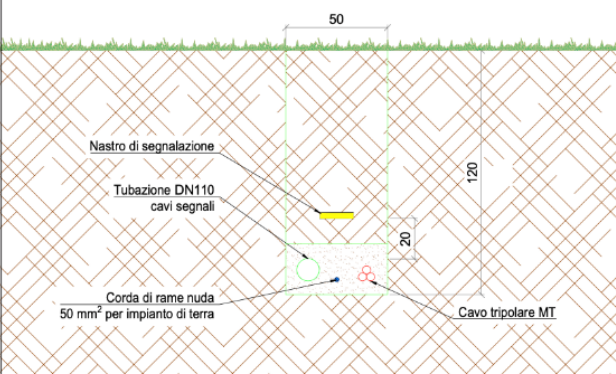 50
Nastro di segnalazione
120
Tubazione DN110
cavi segnali
20
Corda di rame nuda
50 mm² per impianto di terra
Cavo tripolare MT